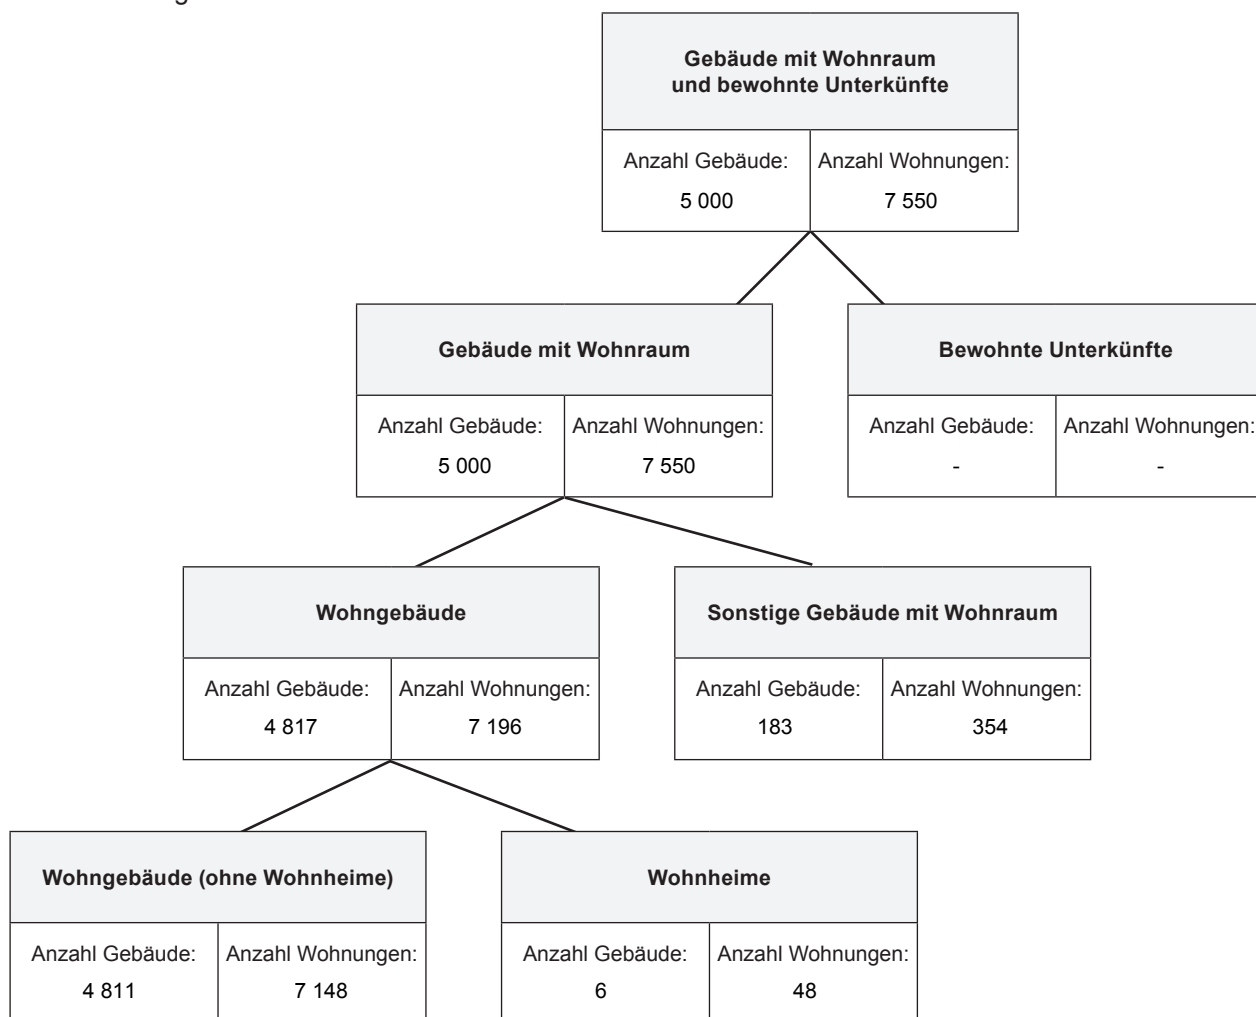 Gebäude mit Wohnraum
und bewohnte Unterkünfte
Anzahl Gebäude: Anzahl Wohnungen:
5 000 7 550
Gebäude mit Wohnraum Bewohnte Unterkünfte
Anzahl Gebäude: Anzahl Wohnungen: Anzahl Gebäude: Anzahl Wohnungen:
5 000 7 550 - -
Wohngebäude Sonstige Gebäude mit Wohnraum
Anzahl Gebäude: Anzahl Wohnungen: Anzahl Gebäude: Anzahl Wohnungen:
4 817 7 196 183 354
Wohngebäude (ohne Wohnheime) Wohnheime
Anzahl Gebäude: Anzahl Wohnungen: Anzahl Gebäude: Anzahl Wohnungen:
4 811 7 148 6 48